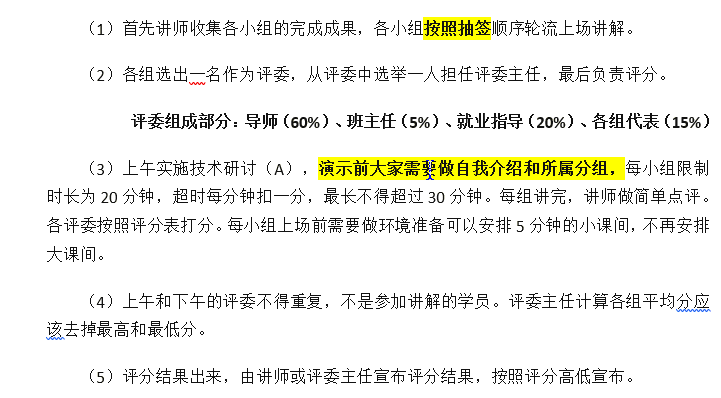 （1）首先讲师收集各小组的完成成果，各小组按照抽签顺序轮流上场讲解。
（2）各组选出一名作为评委，从评委中选举一人担任评委主任，最后负责评分。
评委组成部分：导师（60%）、班主任（5%）、就业指导（20%）、各组代表（15%）
（3）上午实施技术研讨（A），演示前大家需要做自我介绍和所属分组，每小组限制
时长为 20 分钟，超时每分钟扣一分，最长不得超过 30 分钟。每组讲完，讲师做简单点评。
各评委按照评分表打分。每小组上场前需要做环境准备可以安排 5 分钟的小课间，不再安排
大课间。
（4）上午和下午的评委不得重复，不是参加讲解的学员。评委主任计算各组平均分应
该去掉最高和最低分。
（5）评分结果出来，由讲师或评委主任宣布评分结果，按照评分高低宣布。